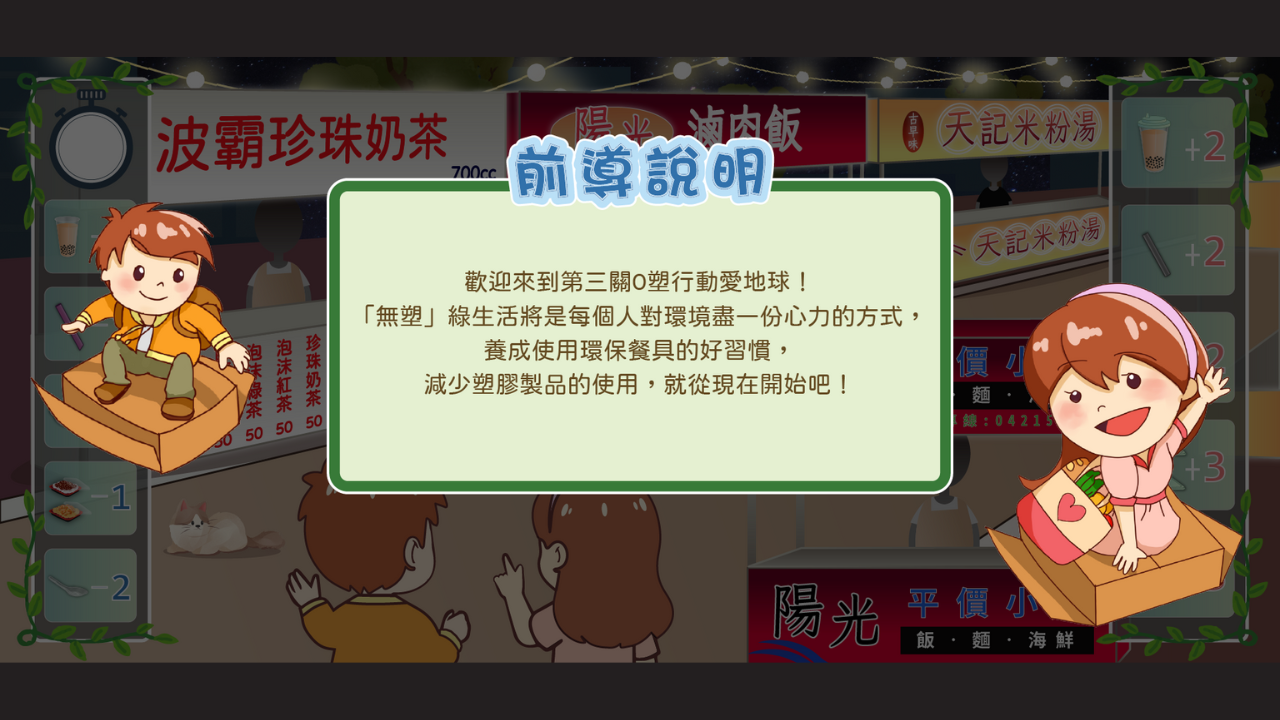 前導說明
歡迎來到第三關0塑行動愛地球！
「無塑」綠生活將是每個人對環境盡一份心力的方式，
養成使用環保餐具的好習慣，
減少塑膠製品的使用，就從現在開始吧！
波霸珍珠奶茶
700cc
陽光 滷肉飯
古早味 天記米粉湯
天記米粉湯
+2
+2
2
+3
-1
-2
珍珠奶茶 50
泡沫紅茶 50
泡沫綠茶 50
50
價 小
麵 ·
線:04215
陽光
平價小
飯·麵·海鮮